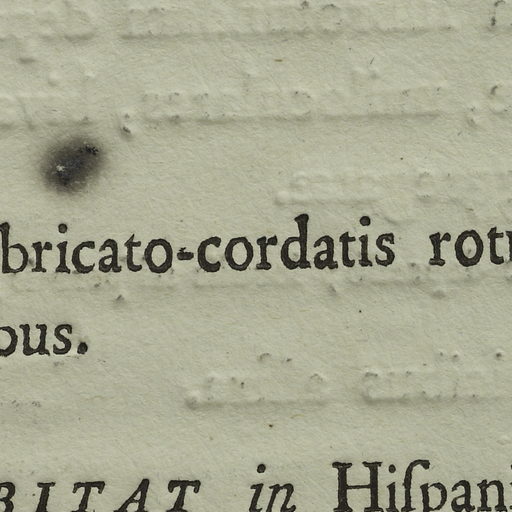 bricato-cordatis rotu
ous.
BITAT in Hiſpani